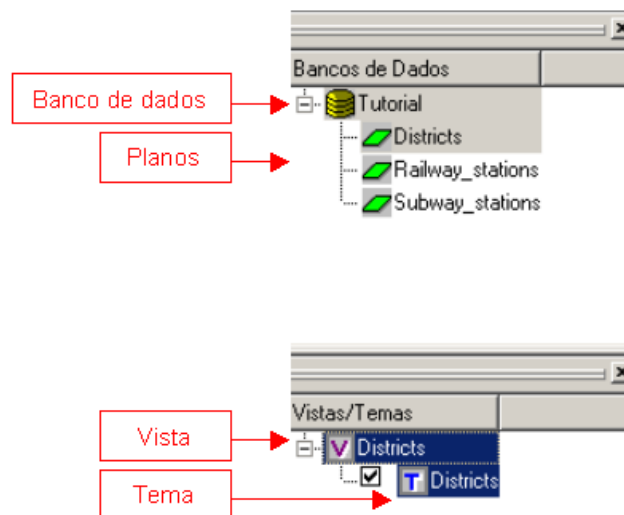 Bancos de Dados
Banco de dados
Tutorial
Districts
Planos
Railway_stations
Subway_stations
Vistas/Temas
Vista
V Districts
T Districts
Tema